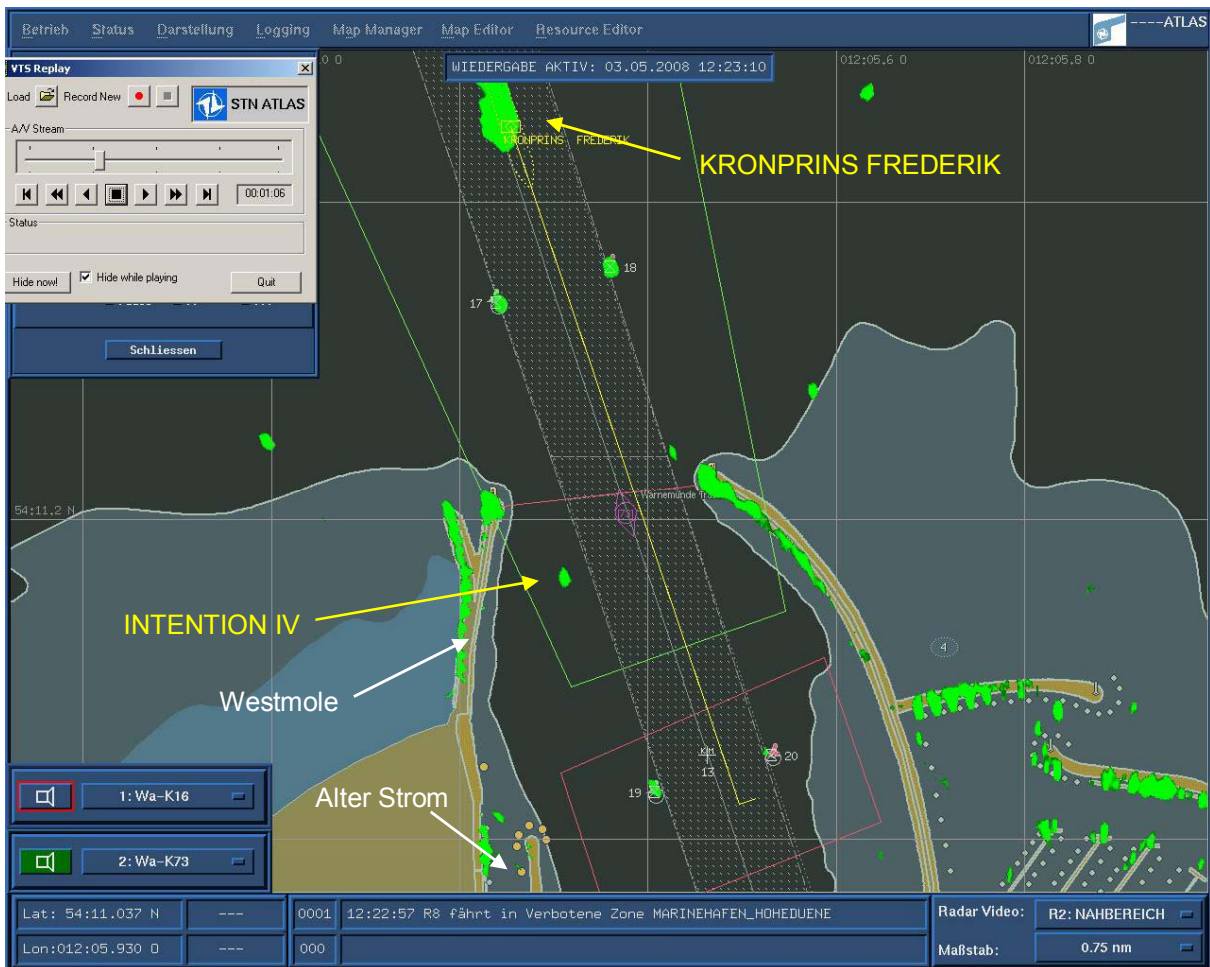 Betrieb Status Darstellung Logging Map Manager Map Editor Resource Editor
----ATLAS
VTS Replay
Load Record New
STN ATLAS
A/V Stream
00:01:06
Status
Hide now! Hide while playing Quit
Schliessen
WIEDERGABE AKTIV: 03.05.2008 12:23:10
012:05,6 O
012:05,8 O
KRONPRINS FREDERIK
KRONPRINS FREDERIK
18
17
54:11.2 N
[73]
INTENTION IV
Westmole
4
KM
13
20
19
Alter Strom
1: Wa-K16
2: Wa-K73
Lat: 54:11.037 N ---
0001 12:22:57 R8 fährt in Verbotene Zone MARINEHAFEN_HOHEDUENE
Radar Video: R2: NAHBEREICH
Lon:012:05.930 O ---
000
Maßstab: 0.75 nm